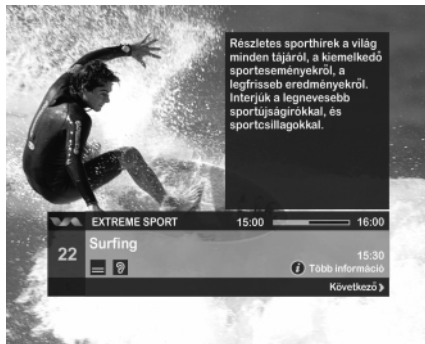 Részletes sporthírek a világ
minden tájáról, a kiemelkedő
sporteseményekről, a
legfrisseb eredményekről.
Interjúk a legnevesebb
sportújságírókkal, és
sportcsillagokkal.
EXTREME SPORT 15:00 16:00
22 Surfing
15:30
i Több információ
Következő ❯